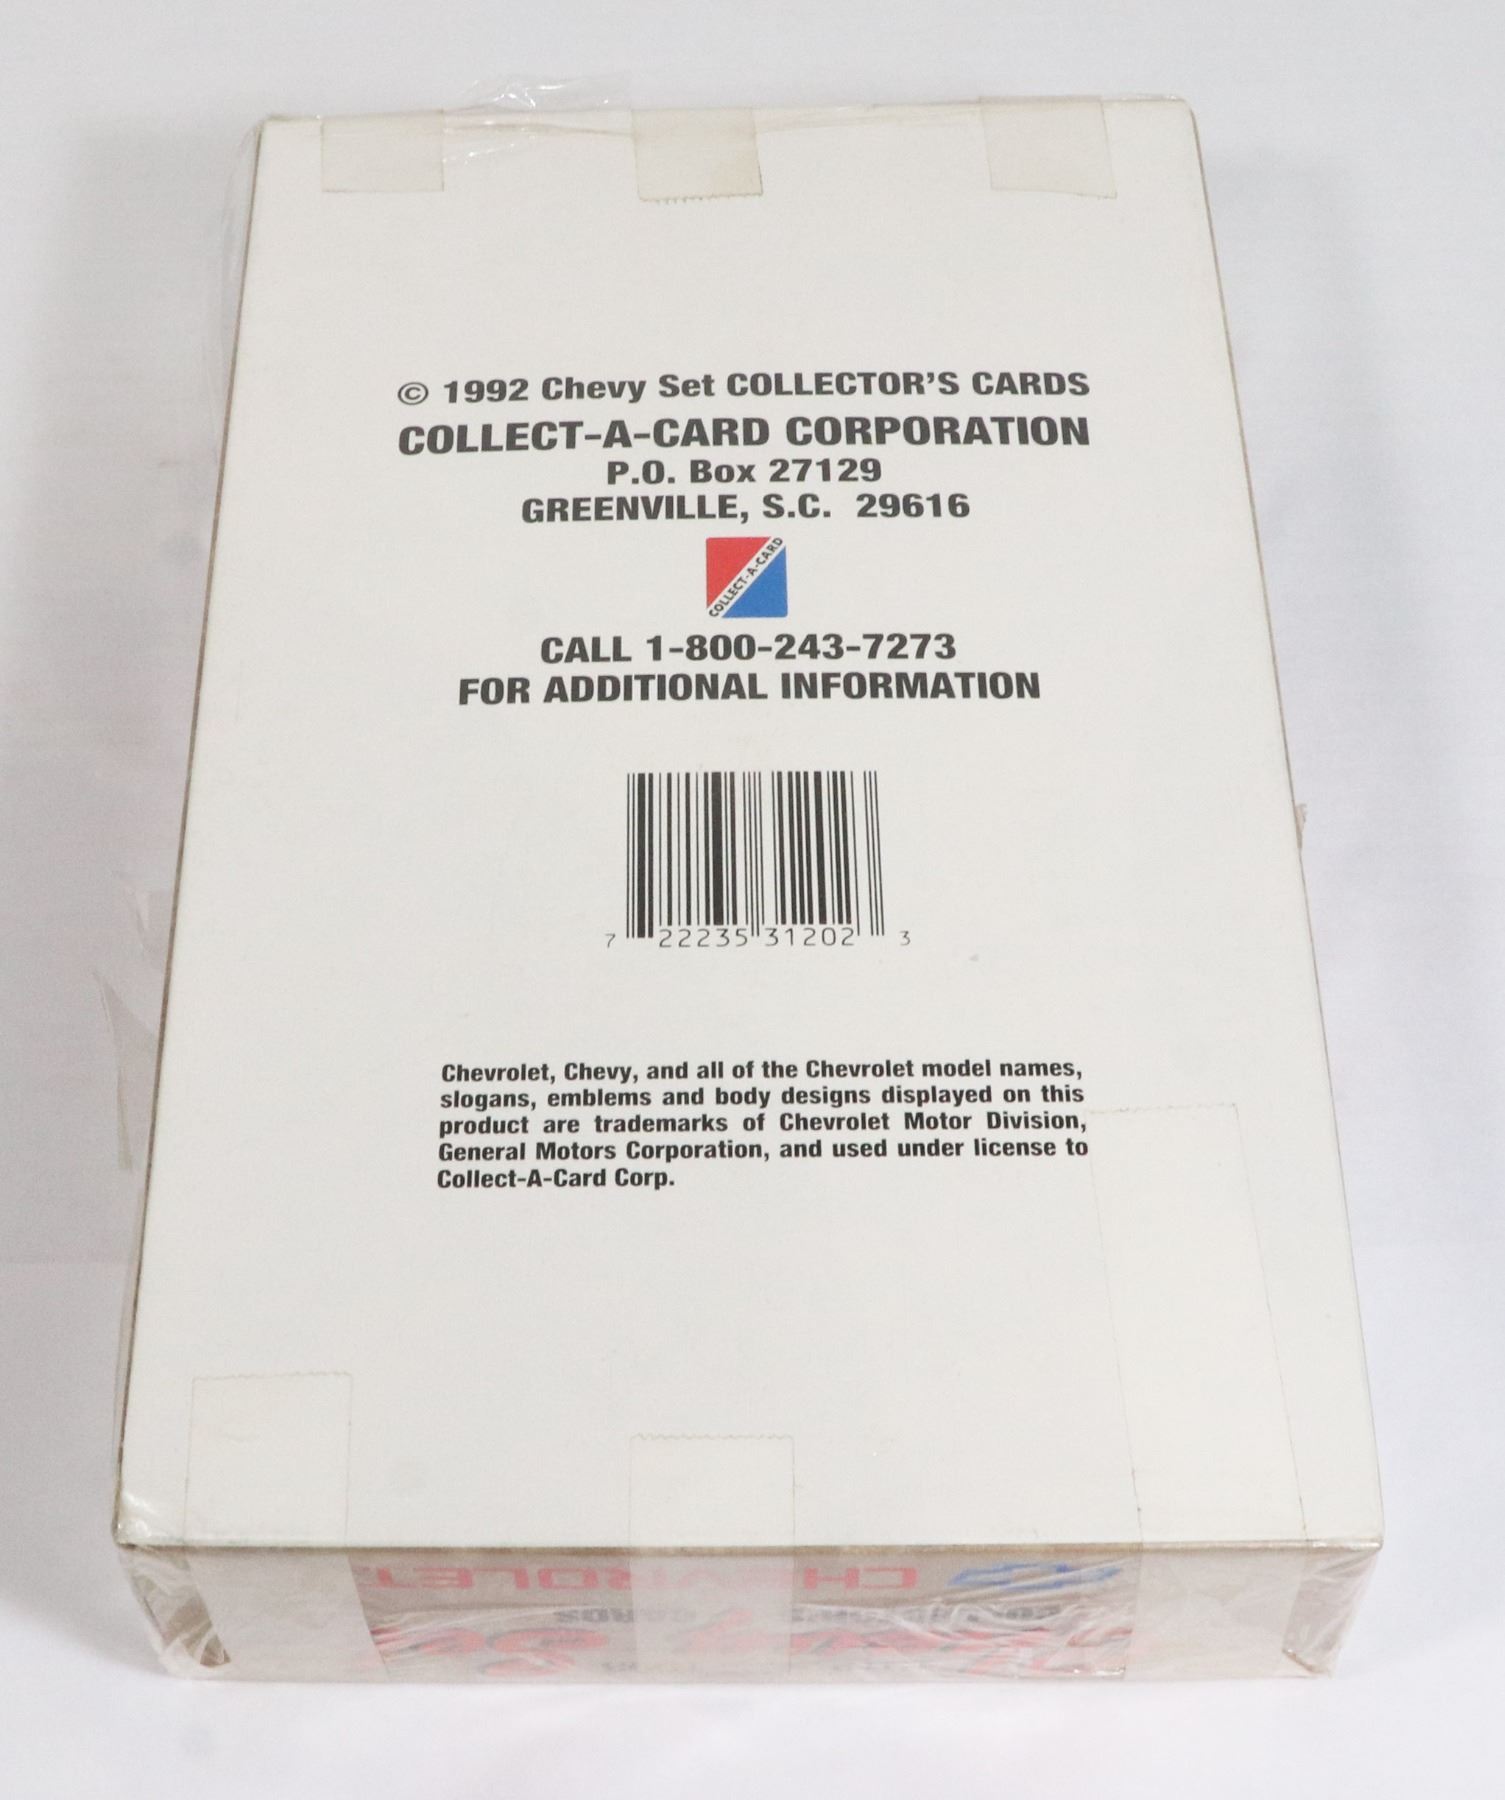 © 1992 Chevy Set COLLECTOR'S CARDS
COLLECT-A-CARD CORPORATION
P.O. Box 27129
GREENVILLE, S.C. 29616
COLLECT-A-CARD
CALL 1-800-243-7273
FOR ADDITIONAL INFORMATION
7 22235 31202 3
Chevrolet, Chevy, and all of the Chevrolet model names,
slogans, emblems and body designs displayed on this
product are trademarks of Chevrolet Motor Division,
General Motors Corporation, and used under license to
Collect-A-Card Corp.
CHEVROLET